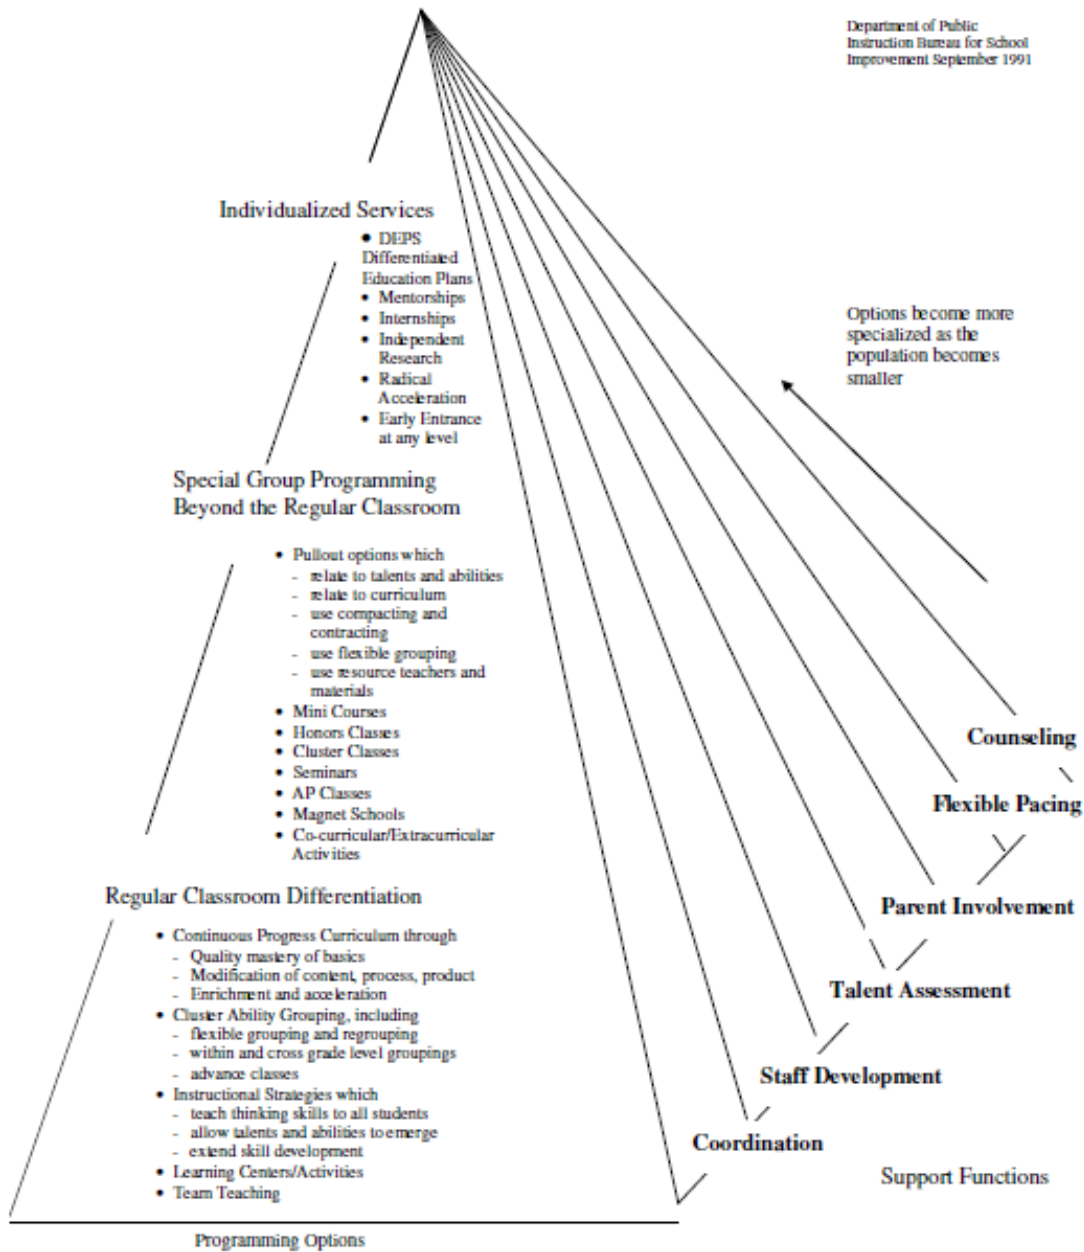 Department of Public
Instruction Bureau for School
Improvement September 1991
Individualized Services
• DEPS
Differentiated
Education Plans
• Mentorships
• Internships
• Independent
Research
• Radical
Acceleration
• Early Entrance
at any level
Options become more
specialized as the
population becomes
smaller
Special Group Programming
Beyond the Regular Classroom
• Pullout options which
- relate to talents and abilities
- relate to curriculum
- use compacting and
contracting
- use flexible grouping
- use resource teachers and
materials
• Mini Courses
• Honors Classes
• Cluster Classes
• Seminars
• AP Classes
• Magnet Schools
• Co-curricular/Extracurricular
Activities
Regular Classroom Differentiation
• Continuous Progress Curriculum through
- Quality mastery of basics
- Modification of content, process, product
- Enrichment and acceleration
• Cluster Ability Grouping, including
- flexible grouping and regrouping
- within and cross grade level groupings
- advance classes
• Instructional Strategies which
- teach thinking skills to all students
- allow talents and abilities to emerge
- extend skill development
• Learning Centers/Activities
• Team Teaching
Programming Options
Counseling
Flexible Pacing
Parent Involvement
Talent Assessment
Staff Development
Coordination
Support Functions